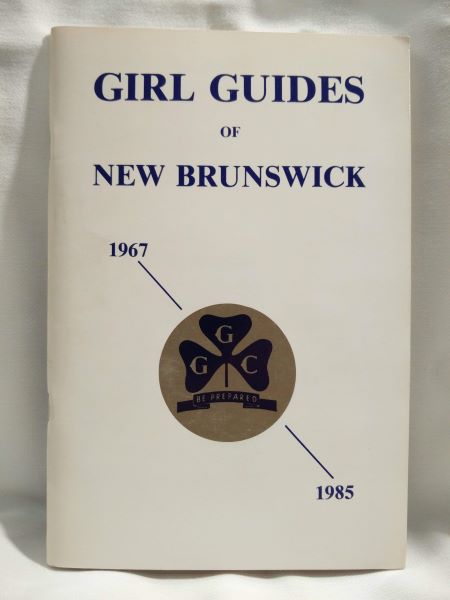 GIRL GUIDES
OF
NEW BRUNSWICK
1967
G
G C
BE PREPARED
1985